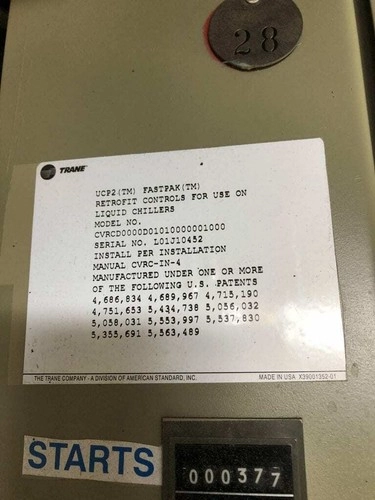 28
TRANE
UCP2(TM) FASTPAK(TM)
RETROFIT CONTROLS FOR USE ON
LIQUID CHILLERS
MODEL NO.
CVRCD0000D01010000001000
SERIAL NO. L01J10452
INSTALL PER INSTALLATION
MANUAL CVRC-IN-4
MANUFACTURED UNDER ONE OR MORE
OF THE FOLLOWING U.S. PATENTS
4,686,834 4,689,967 4,715,190
4,751,653 5,434,738 5,056,032
5,058,031 5,553,997 5,537,830
5,355,691 5,563,489
THE TRANE COMPANY - A DIVISION OF AMERICAN STANDARD, INC.
MADE IN USA X39001352-01
STARTS
000377